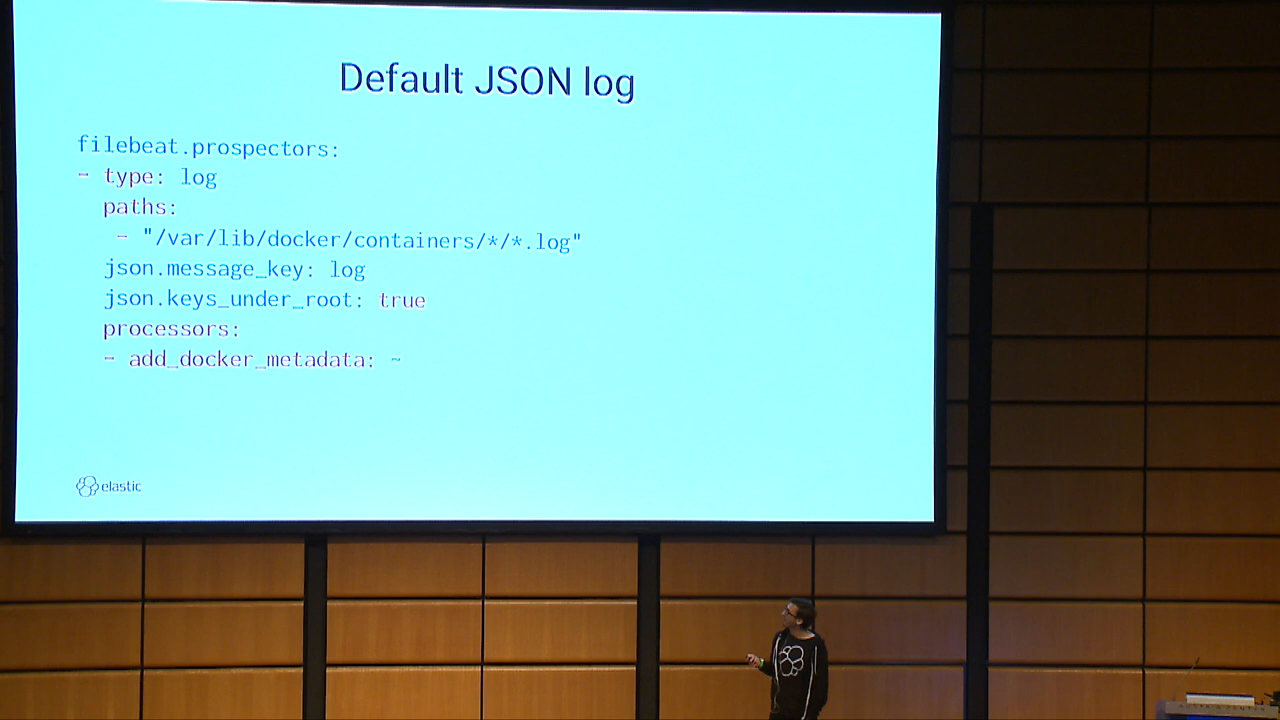 Default JSON log
filebeat.prospectors:
- type: log
paths:
- "/var/lib/docker/containers/*/*.log"
json.message_key: log
json.keys_under_root: true
processors:
- add_docker_metadata: ~
elastic